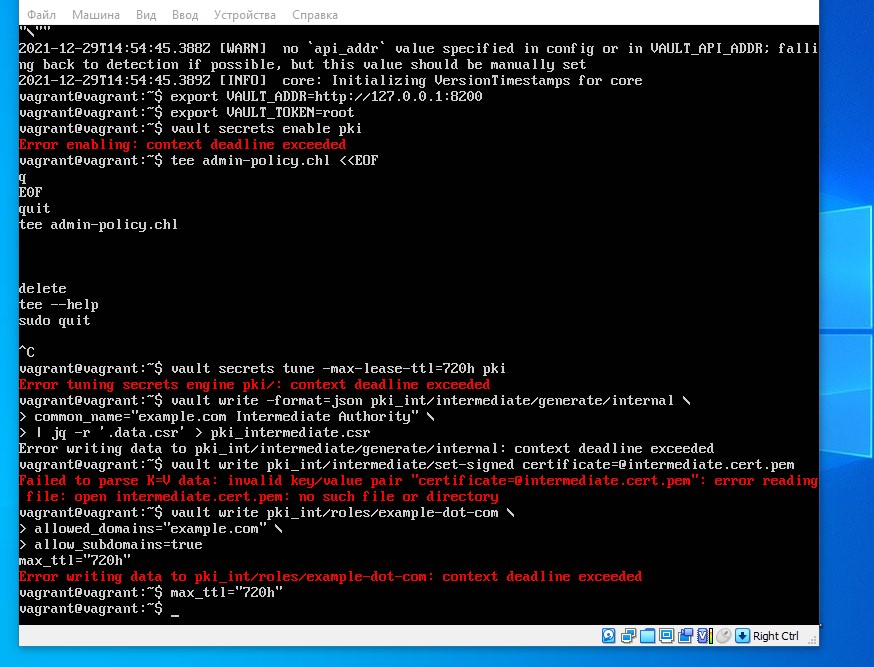 Файл Машина Вид Ввод Устройства Справка
"\""
2021-12-29T14:54:45.388Z [WARN]  no `api_addr` value specified in config or in VAULT_API_ADDR; falli
ng back to detection if possible, but this value should be manually set
2021-12-29T14:54:45.389Z [INFO]  core: Initializing VersionTimestamps for core
vagrant@vagrant:~$ export VAULT_ADDR=http://127.0.0.1:8200
vagrant@vagrant:~$ export VAULT_TOKEN=root
vagrant@vagrant:~$ vault secrets enable pki
Error enabling: context deadline exceeded
vagrant@vagrant:~$ tee admin-policy.chl <<EOF
q
EOF
quit
tee admin-policy.chl
delete
tee --help
sudo quit
^C
vagrant@vagrant:~$ vault secrets tune -max-lease-ttl=720h pki
Error tuning secrets engine pki/: context deadline exceeded
vagrant@vagrant:~$ vault write -format=json pki_int/intermediate/generate/internal \
> common_name="example.com Intermediate Authority" \
> | jq -r '.data.csr' > pki_intermediate.csr
Error writing data to pki_int/intermediate/generate/internal: context deadline exceeded
vagrant@vagrant:~$ vault write pki_int/intermediate/set-signed certificate=@intermediate.cert.pem
Failed to parse K=V data: invalid key/value pair "certificate=@intermediate.cert.pem": error reading
 file: open intermediate.cert.pem: no such file or directory
vagrant@vagrant:~$ vault write pki_int/roles/example-dot-com \
> allowed_domains="example.com" \
> allow_subdomains=true
max_ttl="720h"
Error writing data to pki_int/roles/example-dot-com: context deadline exceeded
vagrant@vagrant:~$ max_ttl="720h"
vagrant@vagrant:~$ _
Right Ctrl